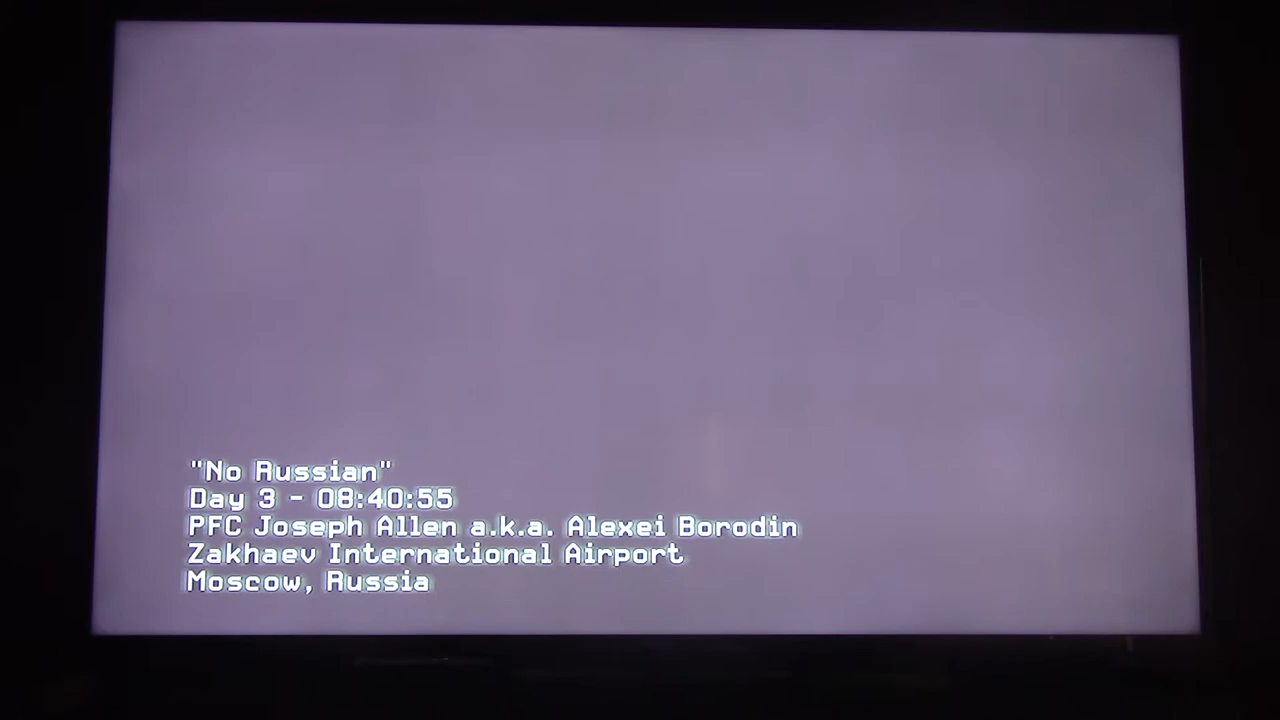 "No Russian"
Day 3 - 08:40:55
PFC Joseph Allen a.k.a. Alexei Borodin
Zakhaev International Airport
Moscow, Russia